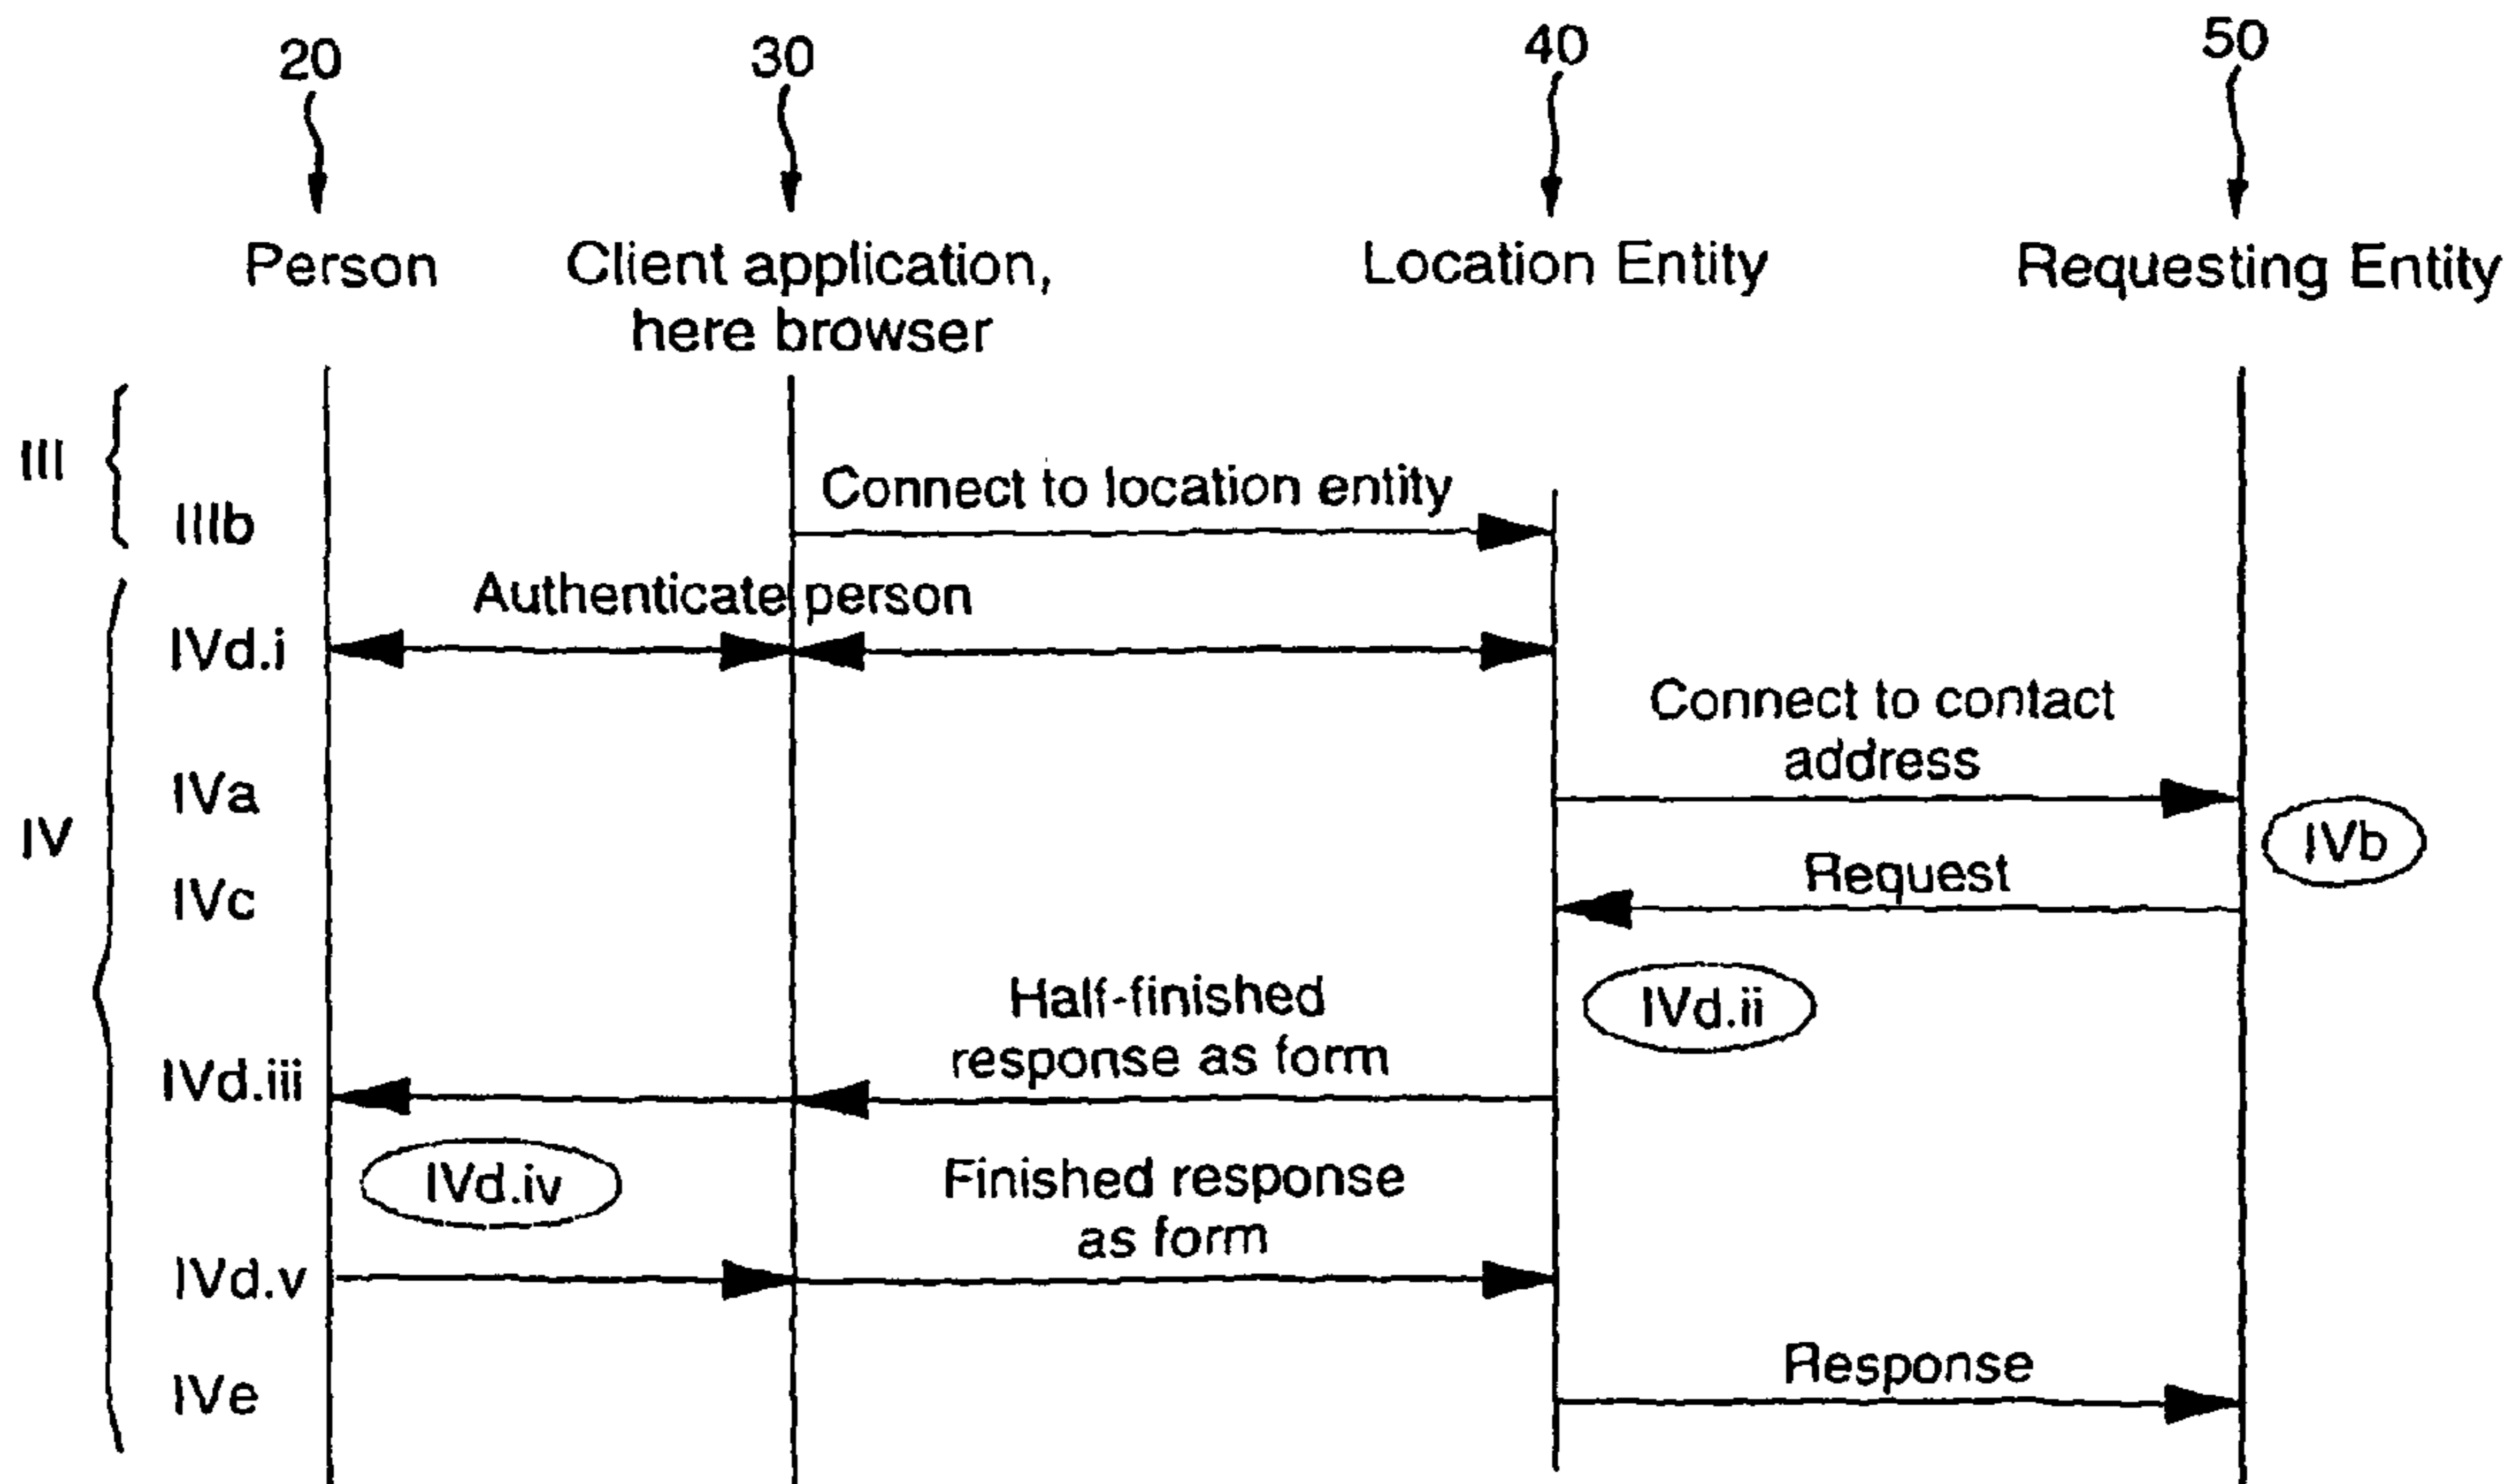 20
30
40
50
Person
Client application,
here browser
Location Entity
Requesting Entity
III
IIIb
Connect to location entity
Authenticate person
IVd.i
Connect to contact
address
IVa
IV
IVb
Request
IVc
Half-finished
response as form
IVd.ii
IVd.iii
IVd.iv
Finished response
as form
IVd.v
Response
IVe